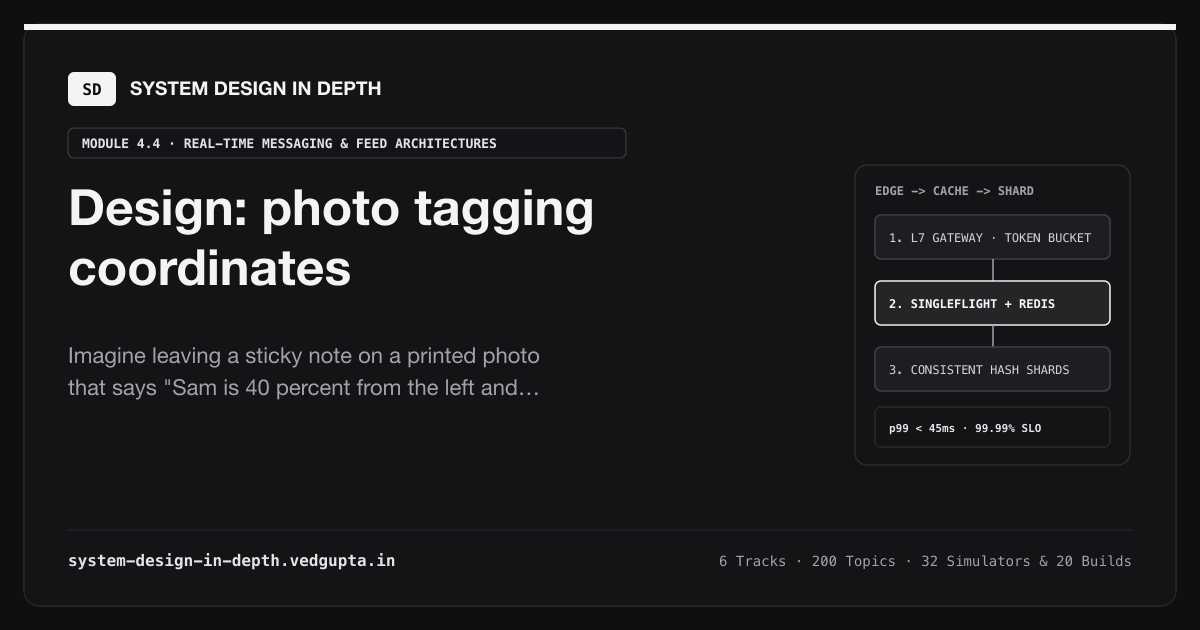 SD
SYSTEM DESIGN IN DEPTH
MODULE 4.4 · REAL-TIME MESSAGING & FEED ARCHITECTURES
Design: photo tagging
coordinates
Imagine leaving a sticky note on a printed photo
that says "Sam is 40 percent from the left and…
EDGE -> CACHE -> SHARD
1. L7 GATEWAY · TOKEN BUCKET
2. SINGLEFLIGHT + REDIS
3. CONSISTENT HASH SHARDS
p99 < 45ms · 99.99% SLO
system-design-in-depth.vedgupta.in
6 Tracks · 200 Topics · 32 Simulators & 20 Builds